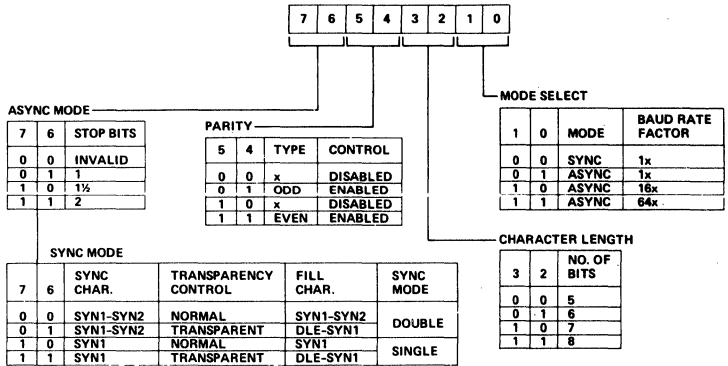 7 6 5 4 3 2 1 0
ASYNC MODE
7 6 STOP BITS
0 0 INVALID
0 1 1
1 0 1½
1 1 2
PARITY
5 4 TYPE CONTROL
0 0 x DISABLED
0 1 ODD ENABLED
1 0 x DISABLED
1 1 EVEN ENABLED
MODE SELECT
1 0 MODE BAUD RATE FACTOR
0 0 SYNC 1x
0 1 ASYNC 1x
1 0 ASYNC 16x
1 1 ASYNC 64x
SYNC MODE
7 6 SYNC CHAR. TRANSPARENCY CONTROL FILL CHAR. SYNC MODE
0 0 SYN1-SYN2 NORMAL SYN1-SYN2 DOUBLE
0 1 SYN1-SYN2 TRANSPARENT DLE-SYN1
1 0 SYN1 NORMAL SYN1 SINGLE
1 1 SYN1 TRANSPARENT DLE-SYN1
CHARACTER LENGTH
3 2 NO. OF BITS
0 0 5
0 1 6
1 0 7
1 1 8